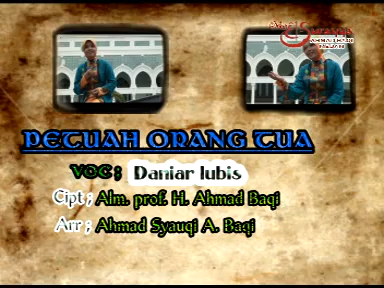 PETUAH ORANG TUA
VOC ; Daniar lubis
Cipt ; Alm. prof. H. Ahmad Baqi
Arr ; Ahmad Syauqi A. Baqi